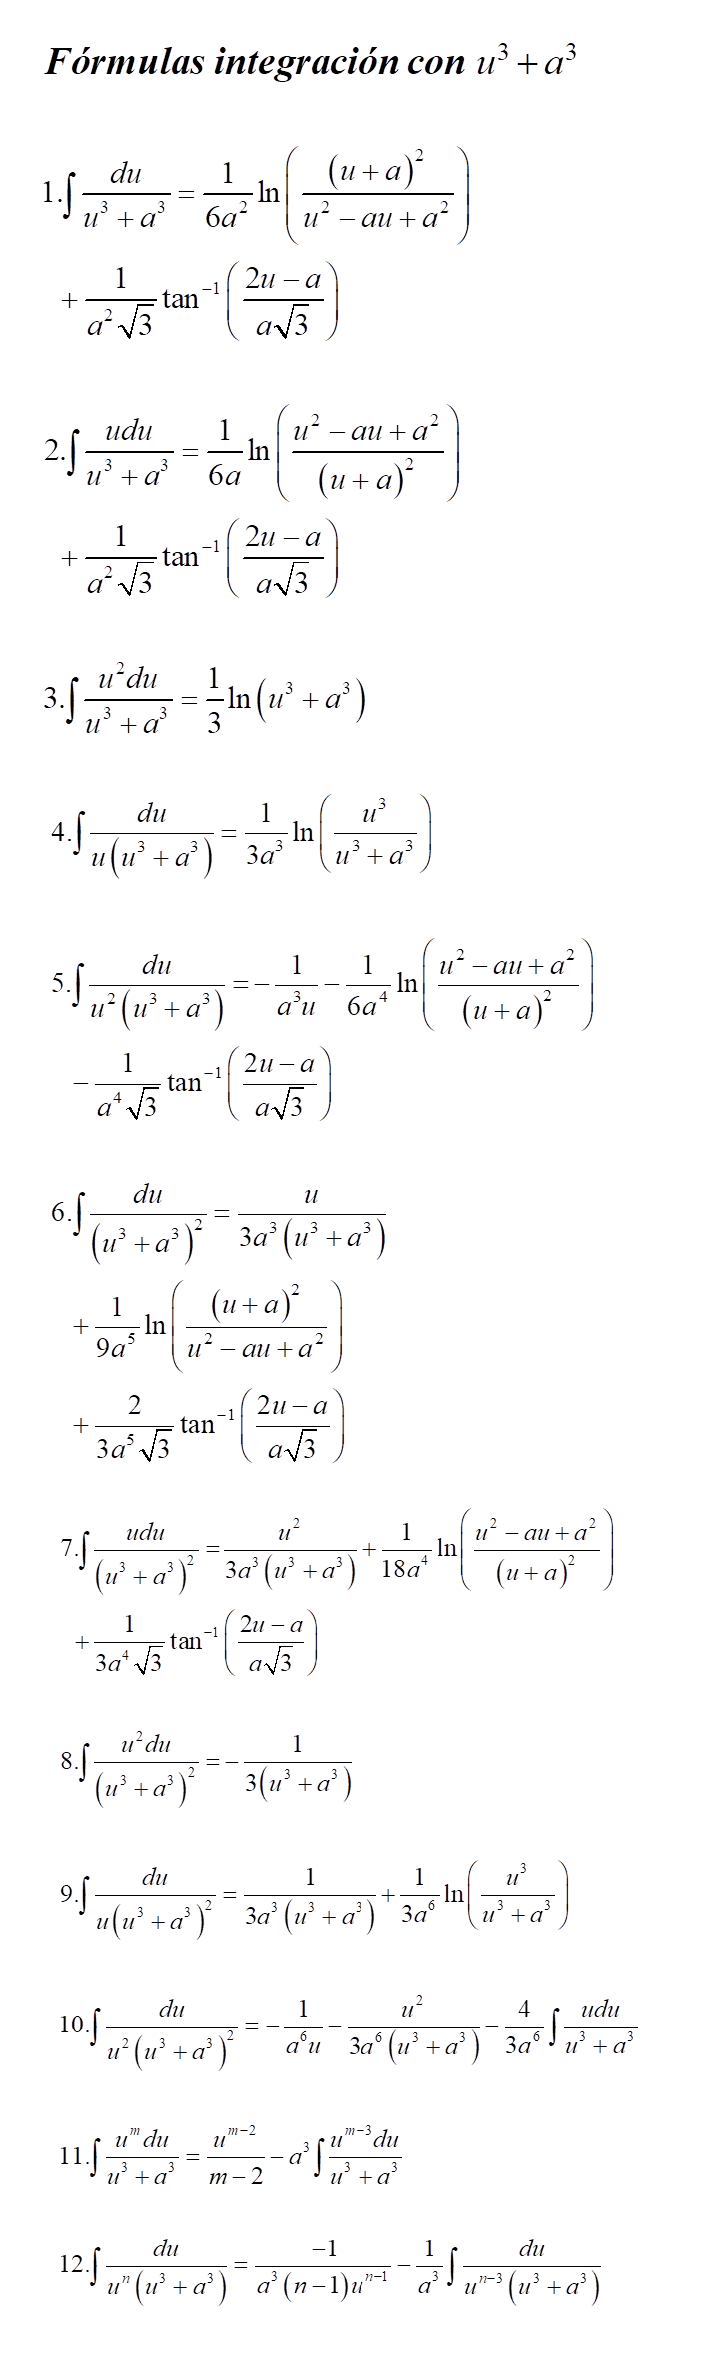 Fórmulas integración con u³ + a³
1. ∫ du/(u³ + a³) = 1/(6a²) ln( (u + a)²/(u² − au + a²) )
+ 1/(a²√3) tan⁻¹( (2u − a)/(a√3) )
2. ∫ udu/(u³ + a³) = 1/(6a) ln( (u² − au + a²)/(u + a)² )
+ 1/(a²√3) tan⁻¹( (2u − a)/(a√3) )
3. ∫ u²du/(u³ + a³) = 1/3 ln(u³ + a³)
4. ∫ du/(u(u³ + a³)) = 1/(3a³) ln( u³/(u³ + a³) )
5. ∫ du/(u²(u³ + a³)) = − 1/(a³u) − 1/(6a⁴) ln( (u² − au + a²)/(u + a)² )
− 1/(a⁴√3) tan⁻¹( (2u − a)/(a√3) )
6. ∫ du/(u³ + a³)² = u/(3a³(u³ + a³))
+ 1/(9a⁵) ln( (u + a)²/(u² − au + a²) )
+ 2/(3a⁵√3) tan⁻¹( (2u − a)/(a√3) )
7. ∫ udu/(u³ + a³)² = u²/(3a³(u³ + a³)) + 1/(18a⁴) ln( (u² − au + a²)/(u + a)² )
+ 1/(3a⁴√3) tan⁻¹( (2u − a)/(a√3) )
8. ∫ u²du/(u³ + a³)² = − 1/(3(u³ + a³))
9. ∫ du/(u(u³ + a³)²) = 1/(3a³(u³ + a³)) + 1/(3a⁶) ln( u³/(u³ + a³) )
10. ∫ du/(u²(u³ + a³)²) = − 1/(a⁶u) − u²/(3a⁶(u³ + a³)) − 4/(3a⁶) ∫ udu/(u³ + a³)
11. ∫ uᵐdu/(u³ + a³) = uᵐ⁻²/(m − 2) − a³ ∫ uᵐ⁻³du/(u³ + a³)
12. ∫ du/(uⁿ(u³ + a³)) = −1/(a³(n − 1)uⁿ⁻¹) − 1/a³ ∫ du/(uⁿ⁻³(u³ + a³))